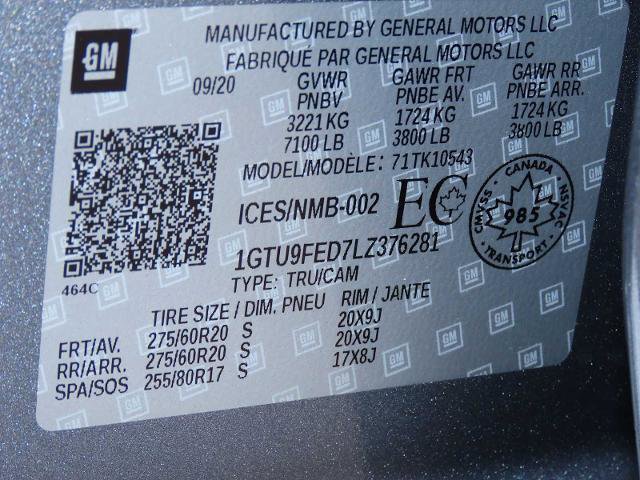 GM
MANUFACTURED BY GENERAL MOTORS LLC
FABRIQUE PAR GENERAL MOTORS LLC
09/20 GVWR GAWR FRT GAWR RR
PNBV PNBE AV. PNBE ARR.
3221 KG 1724 KG 1724 KG
7100 LB 3800 LB 3800 LB
MODEL/MODÈLE: 71TK10543
ICES/NMB-002 EC
CMVSS · CANADA · NSVAC · TRANSPORT · 985
1GTU9FED7LZ376281
464C
TYPE: TRU/CAM
TIRE SIZE / DIM. PNEU RIM / JANTE
FRT/AV. 275/60R20 S 20X9J
RR/ARR. 275/60R20 S 20X9J
SPA/SOS 255/80R17 S 17X8J